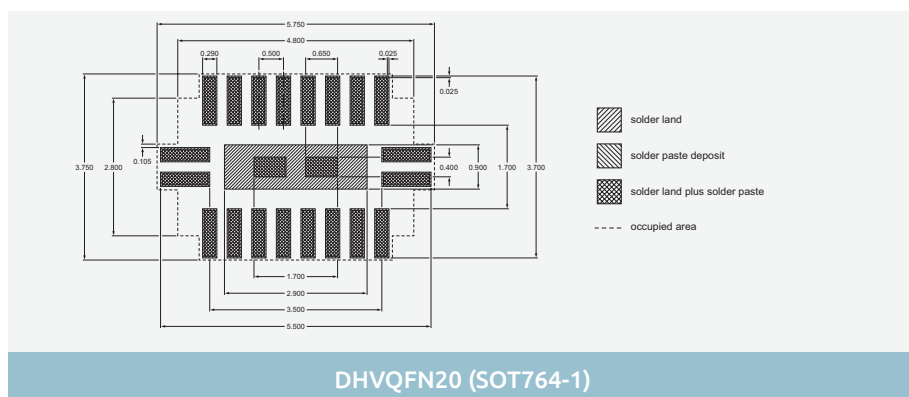 5.750
4.800
0.290 0.500 0.650 0.025
0.025
0.105
3.750 2.800 0.400 0.900 1.700 3.700
1.700
2.900
3.500
5.500
solder land
solder paste deposit
solder land plus solder paste
occupied area
DHVQFN20 (SOT764-1)